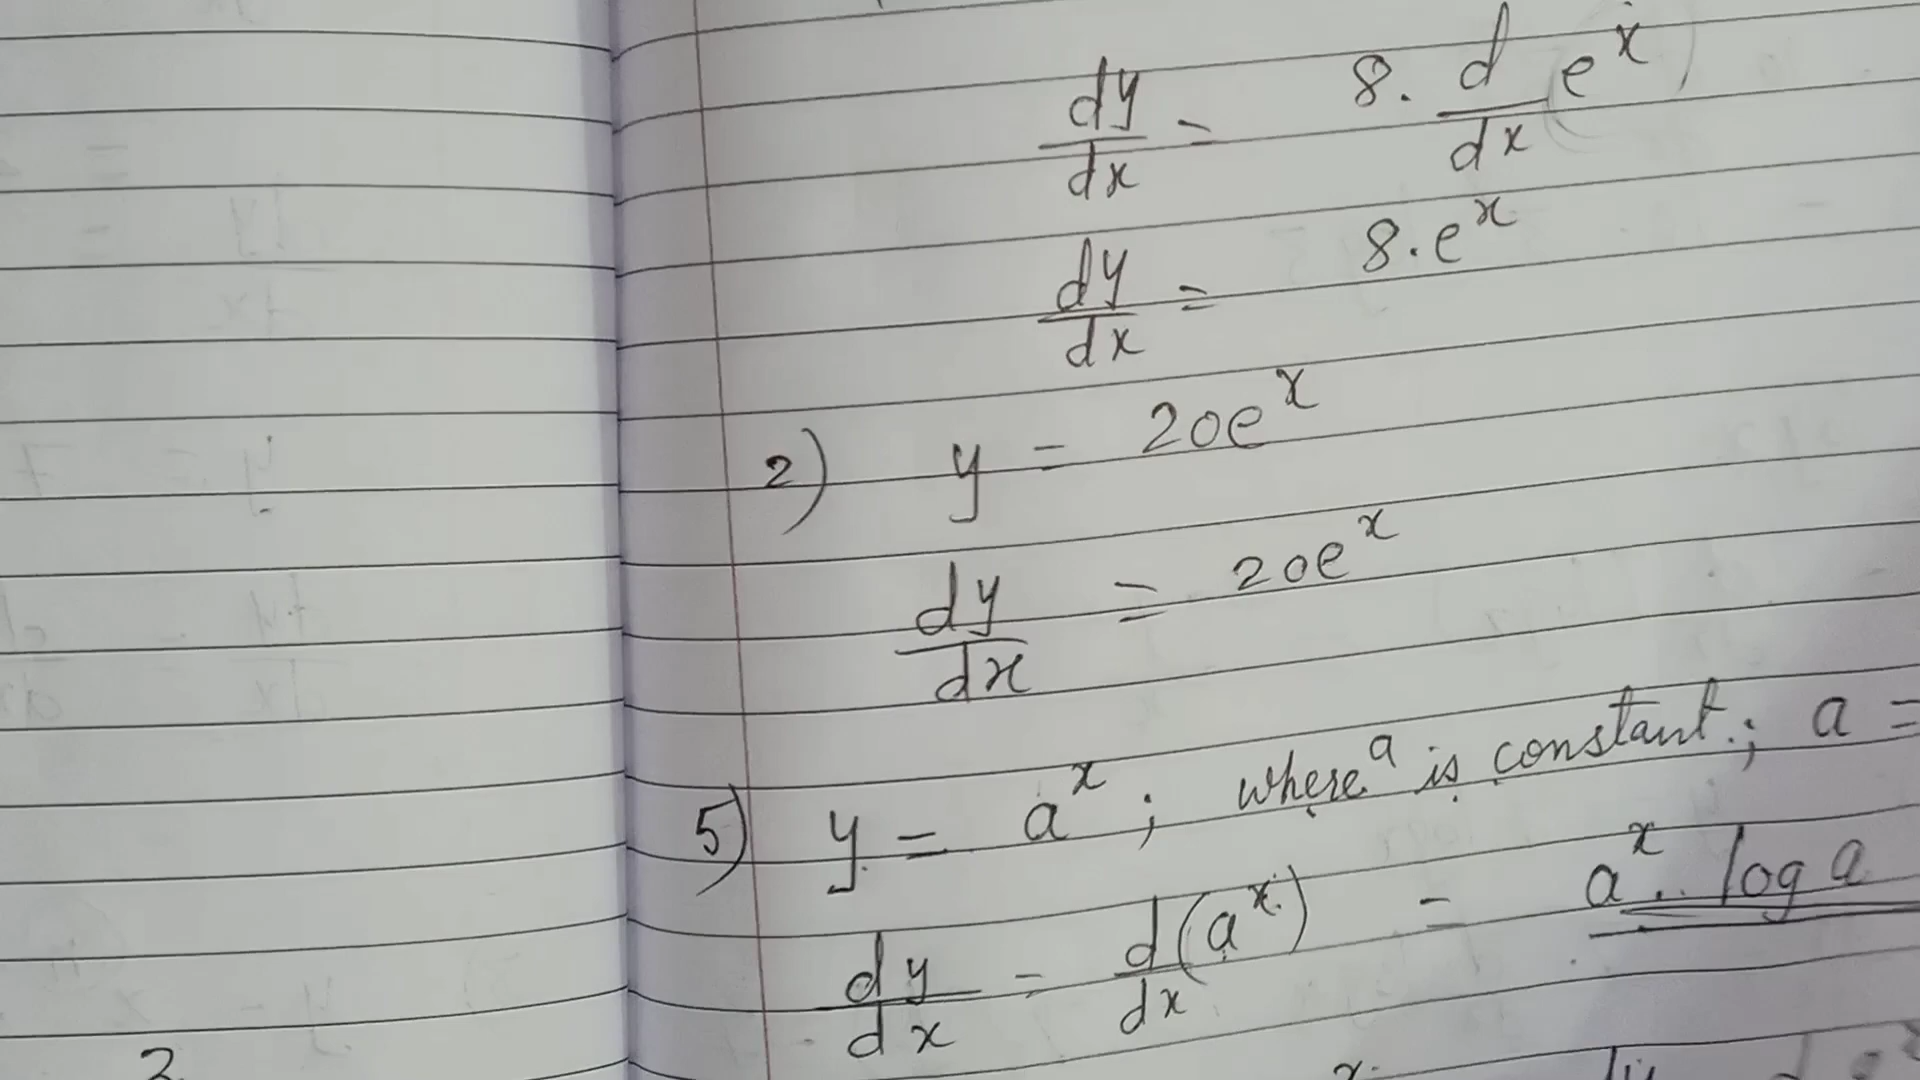 dy/dx = 8. d/dx e^x
dy/dx = 8.e^x
2) y = 20e^x
dy/dx = 20e^x
5) y = a^x ; where a is constant. ; a =
dy/dx = d(a^x)/dx = a^x . log a